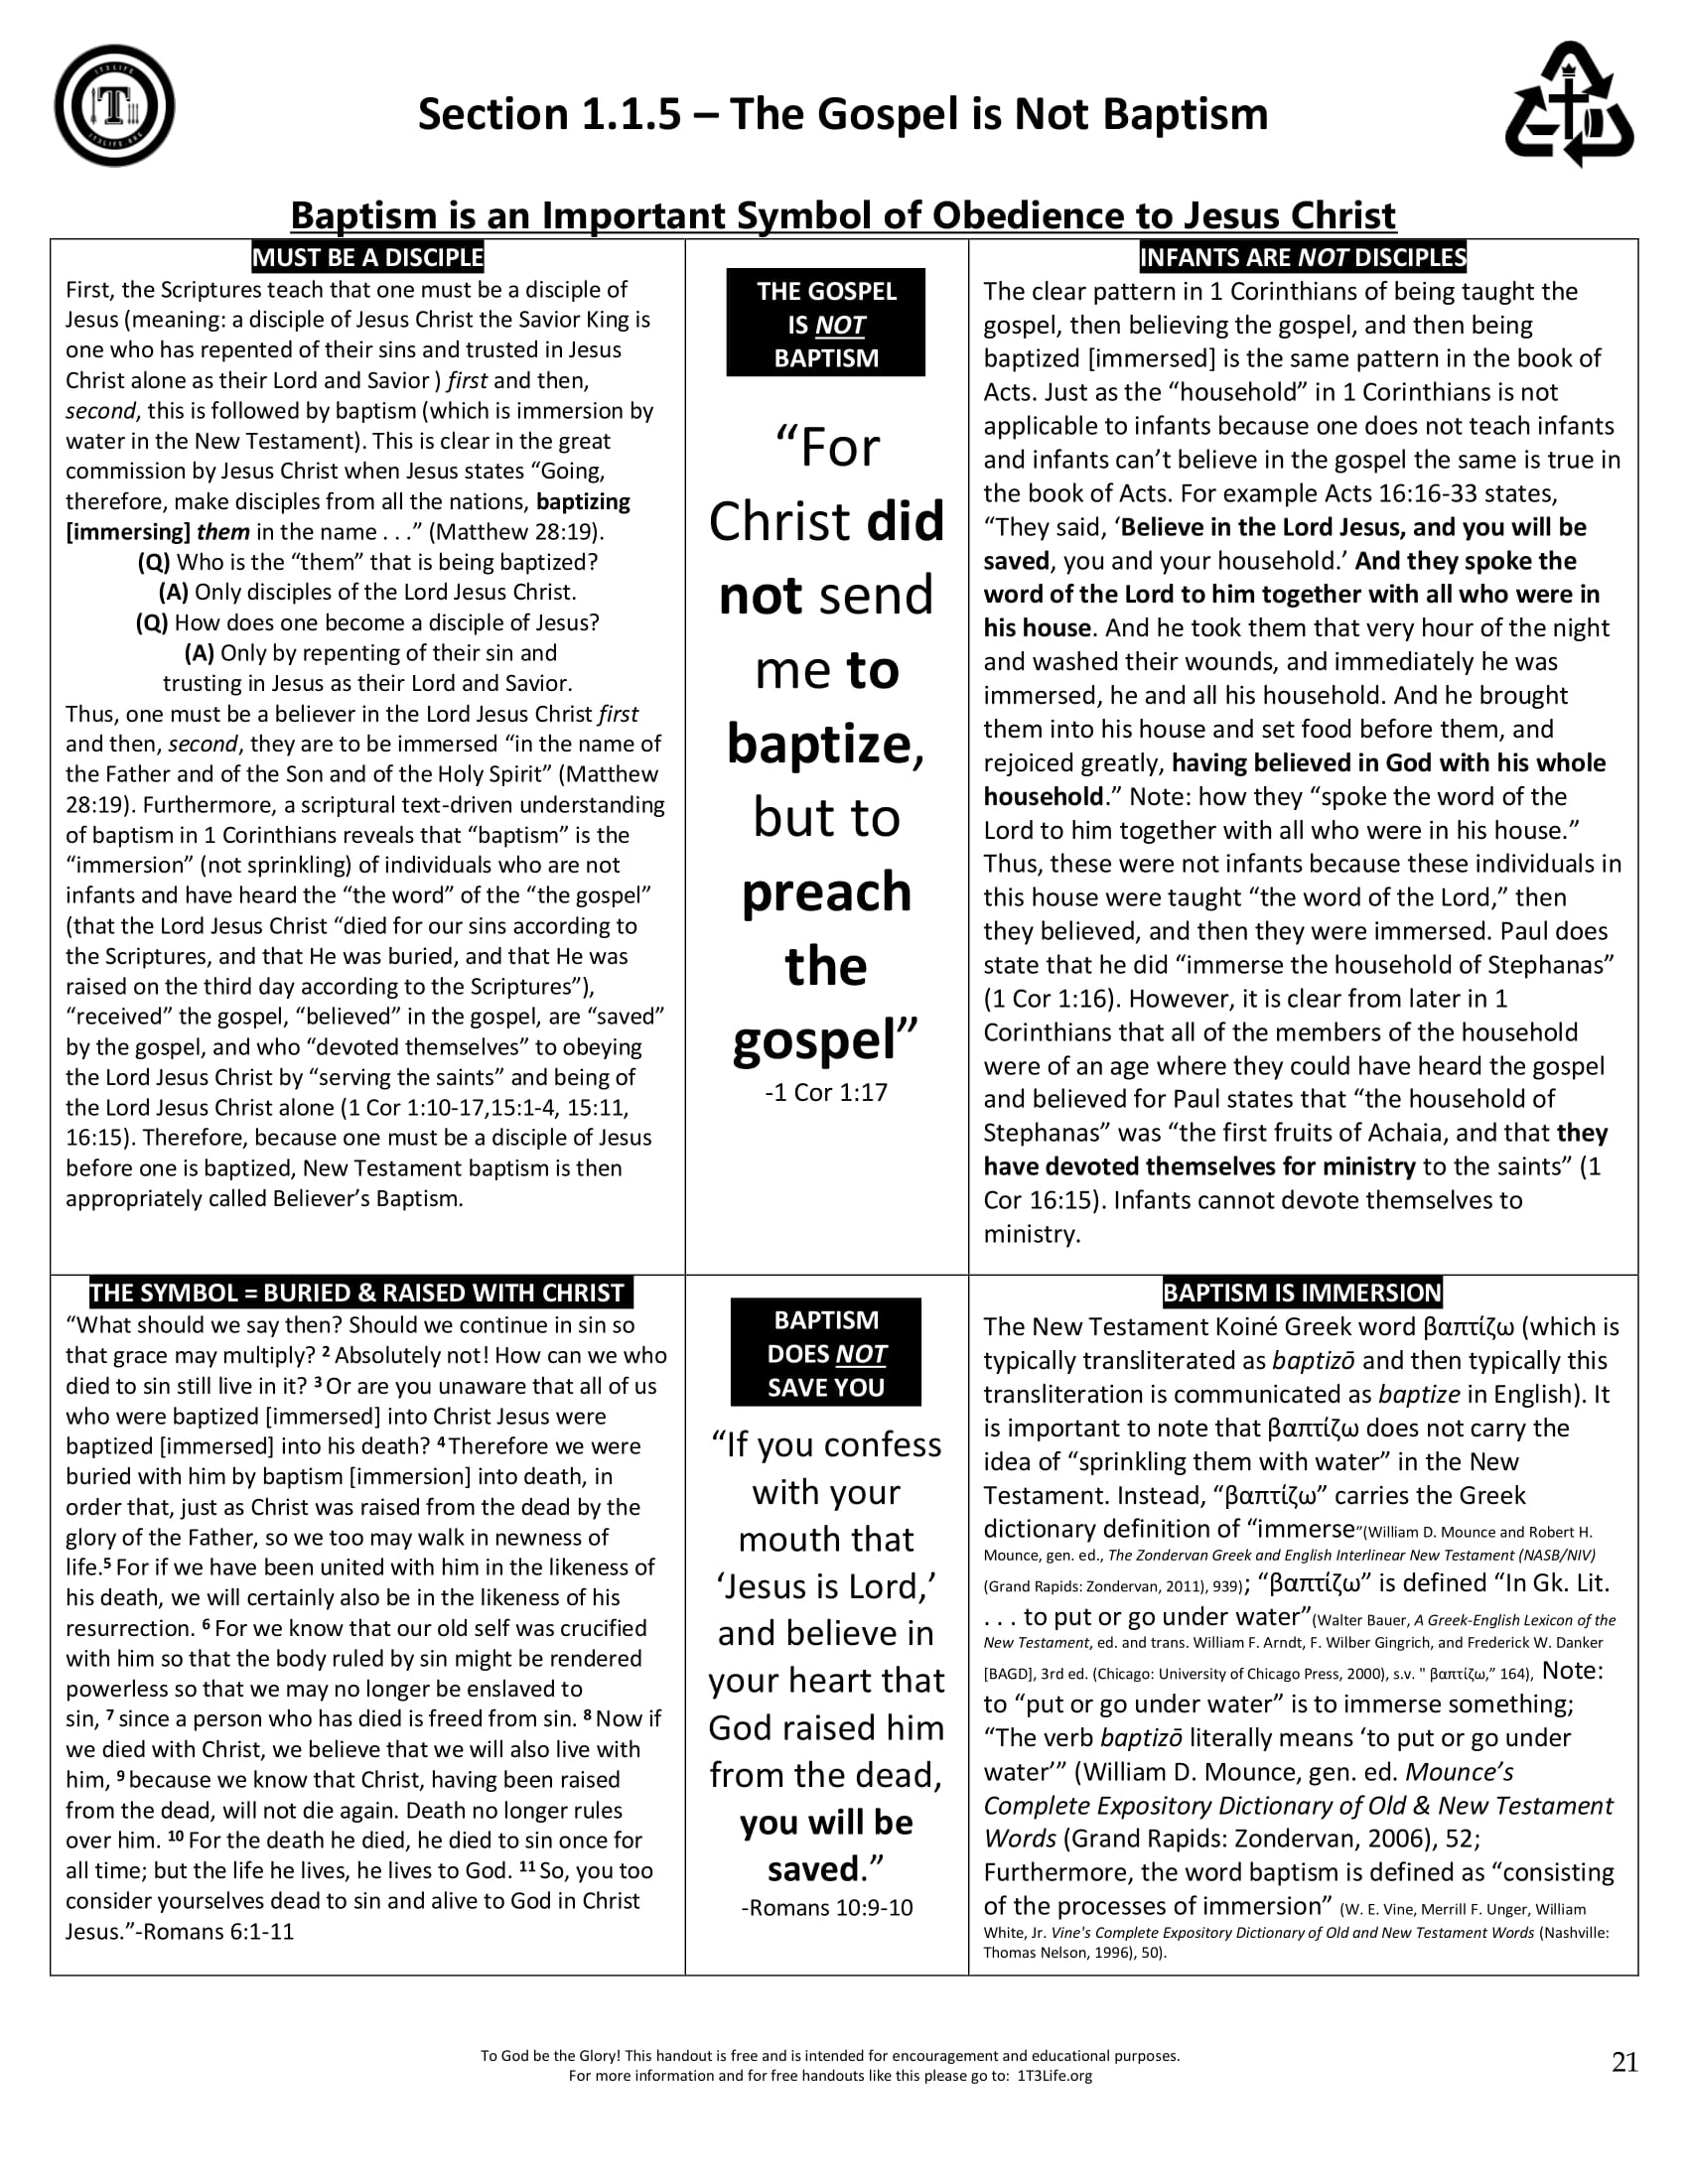 Section 1.1.5 – The Gospel is Not Baptism
Baptism is an Important Symbol of Obedience to Jesus Christ
MUST BE A DISCIPLE
First, the Scriptures teach that one must be a disciple of
Jesus (meaning: a disciple of Jesus Christ the Savior King is
one who has repented of their sins and trusted in Jesus
Christ alone as their Lord and Savior ) first and then,
second, this is followed by baptism (which is immersion by
water in the New Testament). This is clear in the great
commission by Jesus Christ when Jesus states “Going,
therefore, make disciples from all the nations, baptizing
[immersing] them in the name . . .” (Matthew 28:19).
(Q) Who is the “them” that is being baptized?
(A) Only disciples of the Lord Jesus Christ.
(Q) How does one become a disciple of Jesus?
(A) Only by repenting of their sin and
trusting in Jesus as their Lord and Savior.
Thus, one must be a believer in the Lord Jesus Christ first
and then, second, they are to be immersed “in the name of
the Father and of the Son and of the Holy Spirit” (Matthew
28:19). Furthermore, a scriptural text-driven understanding
of baptism in 1 Corinthians reveals that “baptism” is the
“immersion” (not sprinkling) of individuals who are not
infants and have heard the “the word” of the “the gospel”
(that the Lord Jesus Christ “died for our sins according to
the Scriptures, and that He was buried, and that He was
raised on the third day according to the Scriptures”),
“received” the gospel, “believed” in the gospel, are “saved”
by the gospel, and who “devoted themselves” to obeying
the Lord Jesus Christ by “serving the saints” and being of
the Lord Jesus Christ alone (1 Cor 1:10-17,15:1-4, 15:11,
16:15). Therefore, because one must be a disciple of Jesus
before one is baptized, New Testament baptism is then
appropriately called Believer’s Baptism.
THE GOSPEL
IS NOT
BAPTISM
“For
Christ did
not send
me to
baptize,
but to
preach
the
gospel”
-1 Cor 1:17
INFANTS ARE NOT DISCIPLES
The clear pattern in 1 Corinthians of being taught the
gospel, then believing the gospel, and then being
baptized [immersed] is the same pattern in the book of
Acts. Just as the “household” in 1 Corinthians is not
applicable to infants because one does not teach infants
and infants can’t believe in the gospel the same is true in
the book of Acts. For example Acts 16:16-33 states,
“They said, ‘Believe in the Lord Jesus, and you will be
saved, you and your household.’ And they spoke the
word of the Lord to him together with all who were in
his house. And he took them that very hour of the night
and washed their wounds, and immediately he was
immersed, he and all his household. And he brought
them into his house and set food before them, and
rejoiced greatly, having believed in God with his whole
household.” Note: how they “spoke the word of the
Lord to him together with all who were in his house.”
Thus, these were not infants because these individuals in
this house were taught “the word of the Lord,” then
they believed, and then they were immersed. Paul does
state that he did “immerse the household of Stephanas”
(1 Cor 1:16). However, it is clear from later in 1
Corinthians that all of the members of the household
were of an age where they could have heard the gospel
and believed for Paul states that “the household of
Stephanas” was “the first fruits of Achaia, and that they
have devoted themselves for ministry to the saints” (1
Cor 16:15). Infants cannot devote themselves to
ministry.
THE SYMBOL = BURIED & RAISED WITH CHRIST
“What should we say then? Should we continue in sin so
that grace may multiply? 2 Absolutely not! How can we who
died to sin still live in it? 3 Or are you unaware that all of us
who were baptized [immersed] into Christ Jesus were
baptized [immersed] into his death? 4 Therefore we were
buried with him by baptism [immersion] into death, in
order that, just as Christ was raised from the dead by the
glory of the Father, so we too may walk in newness of
life.5 For if we have been united with him in the likeness of
his death, we will certainly also be in the likeness of his
resurrection. 6 For we know that our old self was crucified
with him so that the body ruled by sin might be rendered
powerless so that we may no longer be enslaved to
sin, 7 since a person who has died is freed from sin. 8 Now if
we died with Christ, we believe that we will also live with
him, 9 because we know that Christ, having been raised
from the dead, will not die again. Death no longer rules
over him. 10 For the death he died, he died to sin once for
all time; but the life he lives, he lives to God. 11 So, you too
consider yourselves dead to sin and alive to God in Christ
Jesus.”-Romans 6:1-11
BAPTISM
DOES NOT
SAVE YOU
“If you confess
with your
mouth that
‘Jesus is Lord,’
and believe in
your heart that
God raised him
from the dead,
you will be
saved.”
-Romans 10:9-10
BAPTISM IS IMMERSION
The New Testament Koiné Greek word βαπτίζω (which is
typically transliterated as baptizō and then typically this
transliteration is communicated as baptize in English). It
is important to note that βαπτίζω does not carry the
idea of “sprinkling them with water” in the New
Testament. Instead, “βαπτίζω” carries the Greek
dictionary definition of “immerse”(William D. Mounce and Robert H.
Mounce, gen. ed., The Zondervan Greek and English Interlinear New Testament (NASB/NIV)
(Grand Rapids: Zondervan, 2011), 939); “βαπτίζω” is defined “In Gk. Lit.
. . . to put or go under water”(Walter Bauer, A Greek-English Lexicon of the
New Testament, ed. and trans. William F. Arndt, F. Wilber Gingrich, and Frederick W. Danker
[BAGD], 3rd ed. (Chicago: University of Chicago Press, 2000), s.v. " βαπτίζω,” 164), Note:
to “put or go under water” is to immerse something;
“The verb baptizō literally means ‘to put or go under
water’” (William D. Mounce, gen. ed. Mounce’s
Complete Expository Dictionary of Old & New Testament
Words (Grand Rapids: Zondervan, 2006), 52;
Furthermore, the word baptism is defined as “consisting
of the processes of immersion” (W. E. Vine, Merrill F. Unger, William
White, Jr. Vine's Complete Expository Dictionary of Old and New Testament Words (Nashville:
Thomas Nelson, 1996), 50).
To God be the Glory! This handout is free and is intended for encouragement and educational purposes.
For more information and for free handouts like this please go to: 1T3Life.org
21